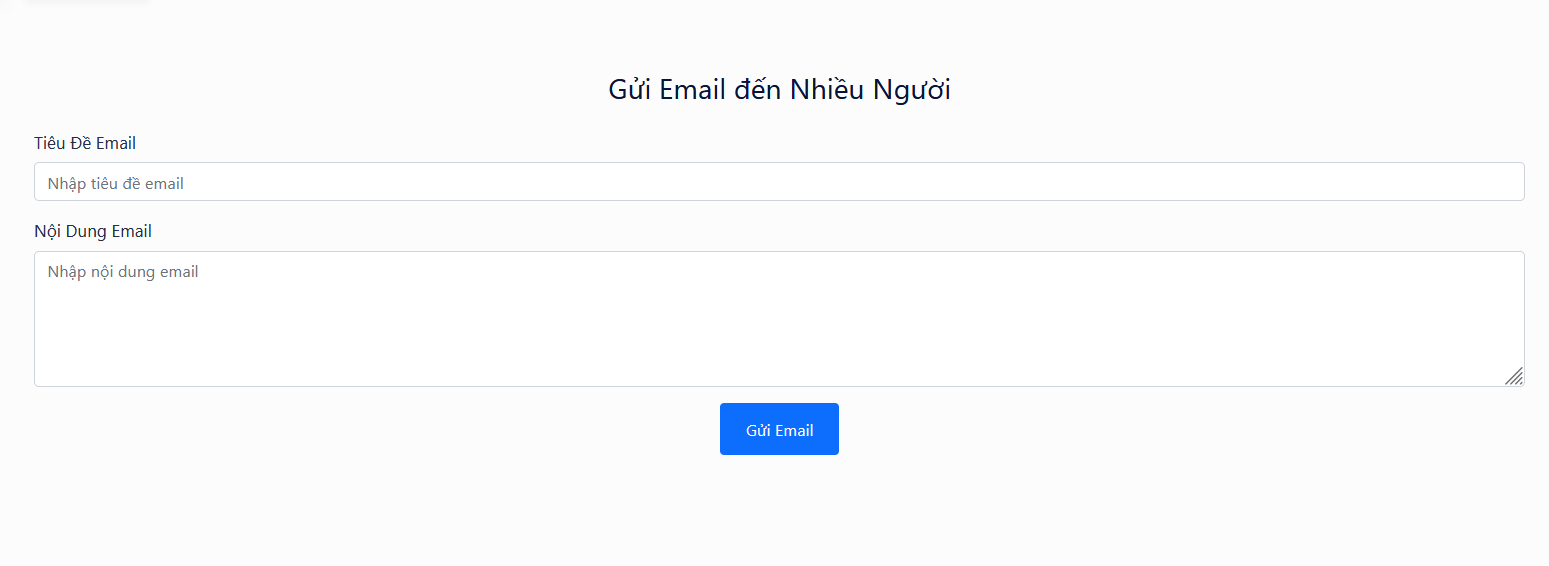 Gửi Email đến Nhiều Người
Tiêu Đề Email
Nhập tiêu đề email
Nội Dung Email
Nhập nội dung email
Gửi Email